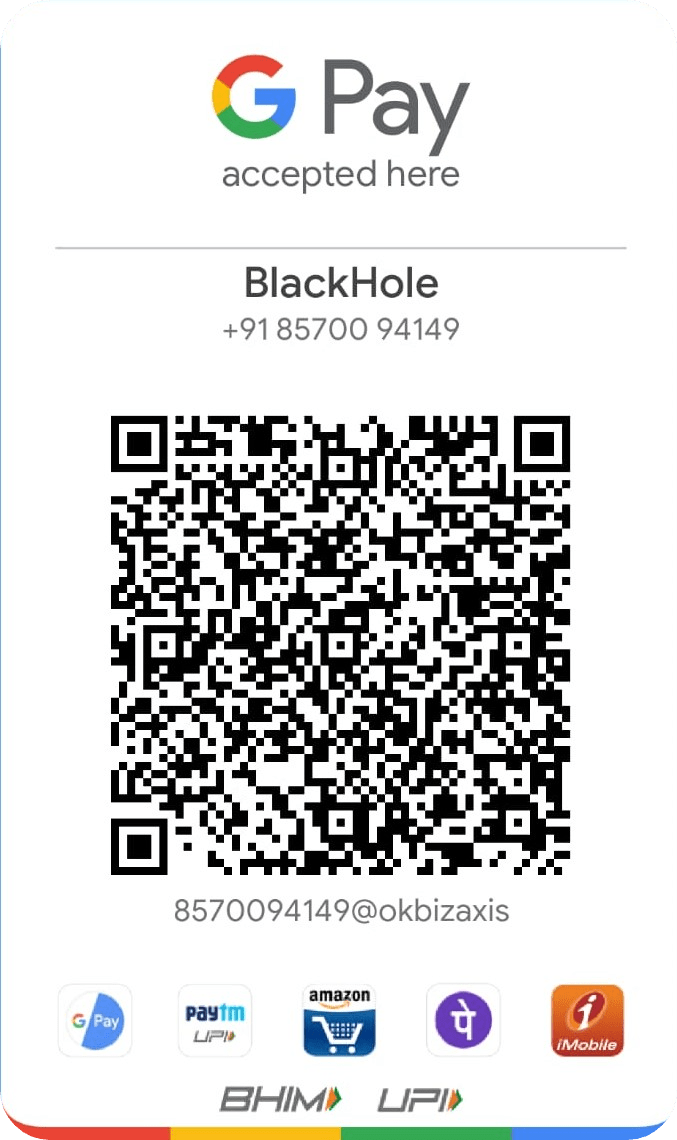 G Pay
accepted here
BlackHole
+91 85700 94149
8570094149@okbizaxis
G Pay
paytm
UPI
amazon
पे
i
iMobile
BHIM UPI